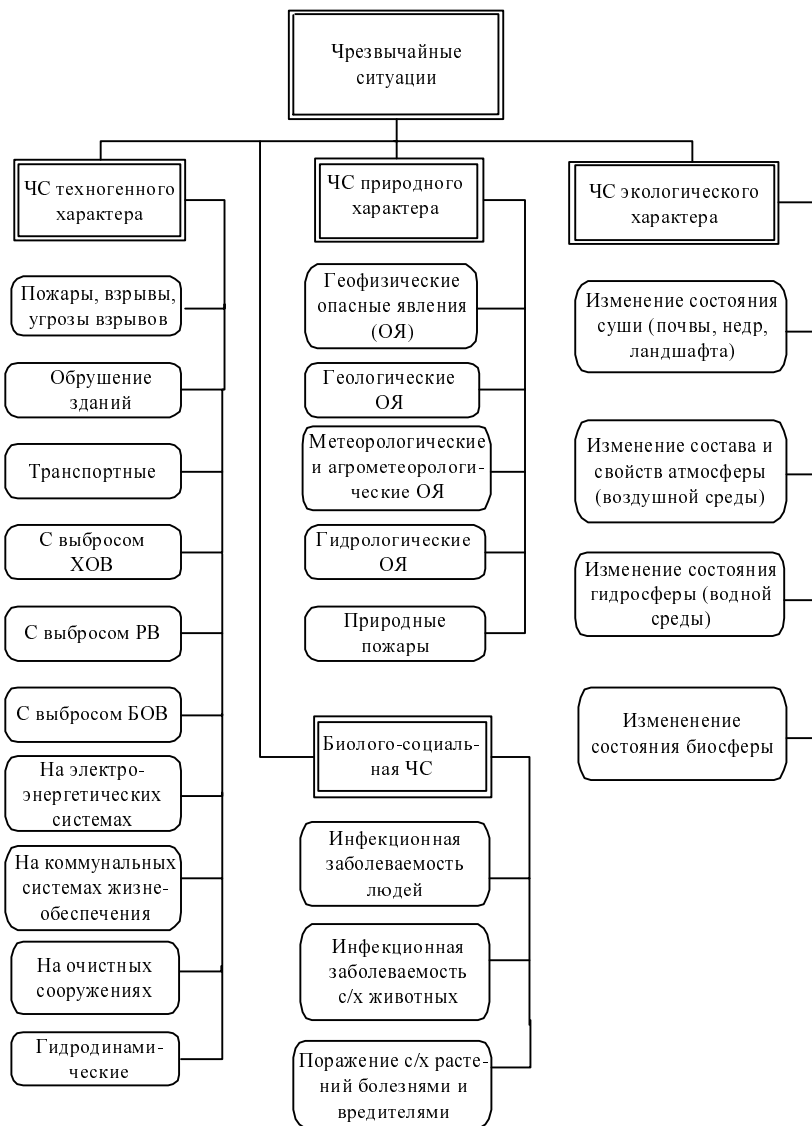 Чрезвычайные
ситуации
ЧС техногенного
характера
Пожары, взрывы,
угрозы взрывов
Обрушение
зданий
Транспортные
С выбросом
ХОВ
С выбросом РВ
С выбросом БОВ
На электро-
энергетических
системах
На коммунальных
системах жизне-
обеспечения
На очистных
сооружениях
Гидродинами-
ческие
ЧС природного
характера
Геофизические
опасные явления
(ОЯ)
Геологические
ОЯ
Метеорологические
и агрометеорологи-
ческие ОЯ
Гидрологические
ОЯ
Природные
пожары
Биолого-социаль-
ная ЧС
Инфекционная
заболеваемость
людей
Инфекционная
заболеваемость
с/х животных
Поражение с/х расте-
ний болезнями и
вредителями
ЧС экологического
характера
Изменение состояния
суши (почвы, недр,
ландшафта)
Изменение состава и
свойств атмосферы
(воздушной среды)
Изменение состояния
гидросферы (водной
среды)
Измененение
состояния биосферы